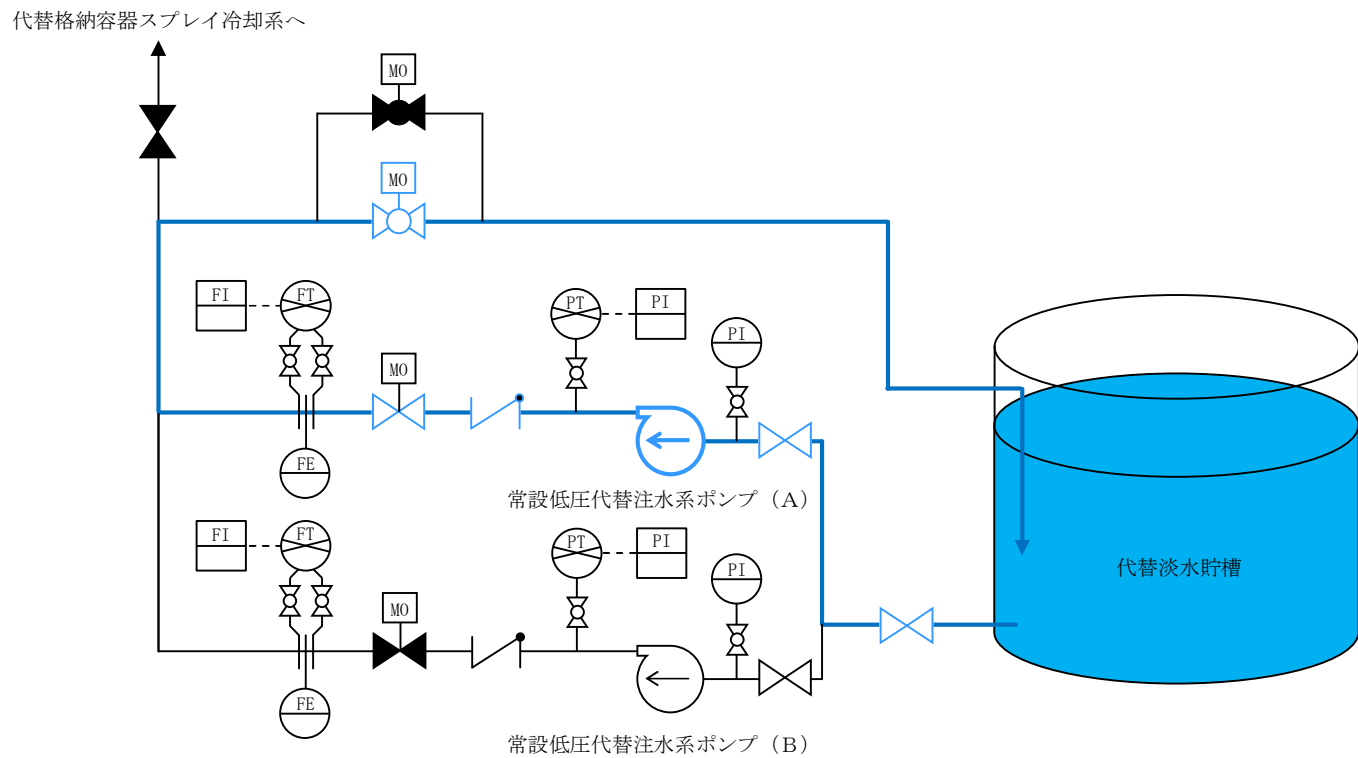 代替格納容器スプレイ冷却系へ
MO
MO
FI
FT
PT
PI
PI
MO
FE
常設低圧代替注水系ポンプ（A）
FI
FT
PT
PI
PI
代替淡水貯槽
MO
FE
常設低圧代替注水系ポンプ（B）